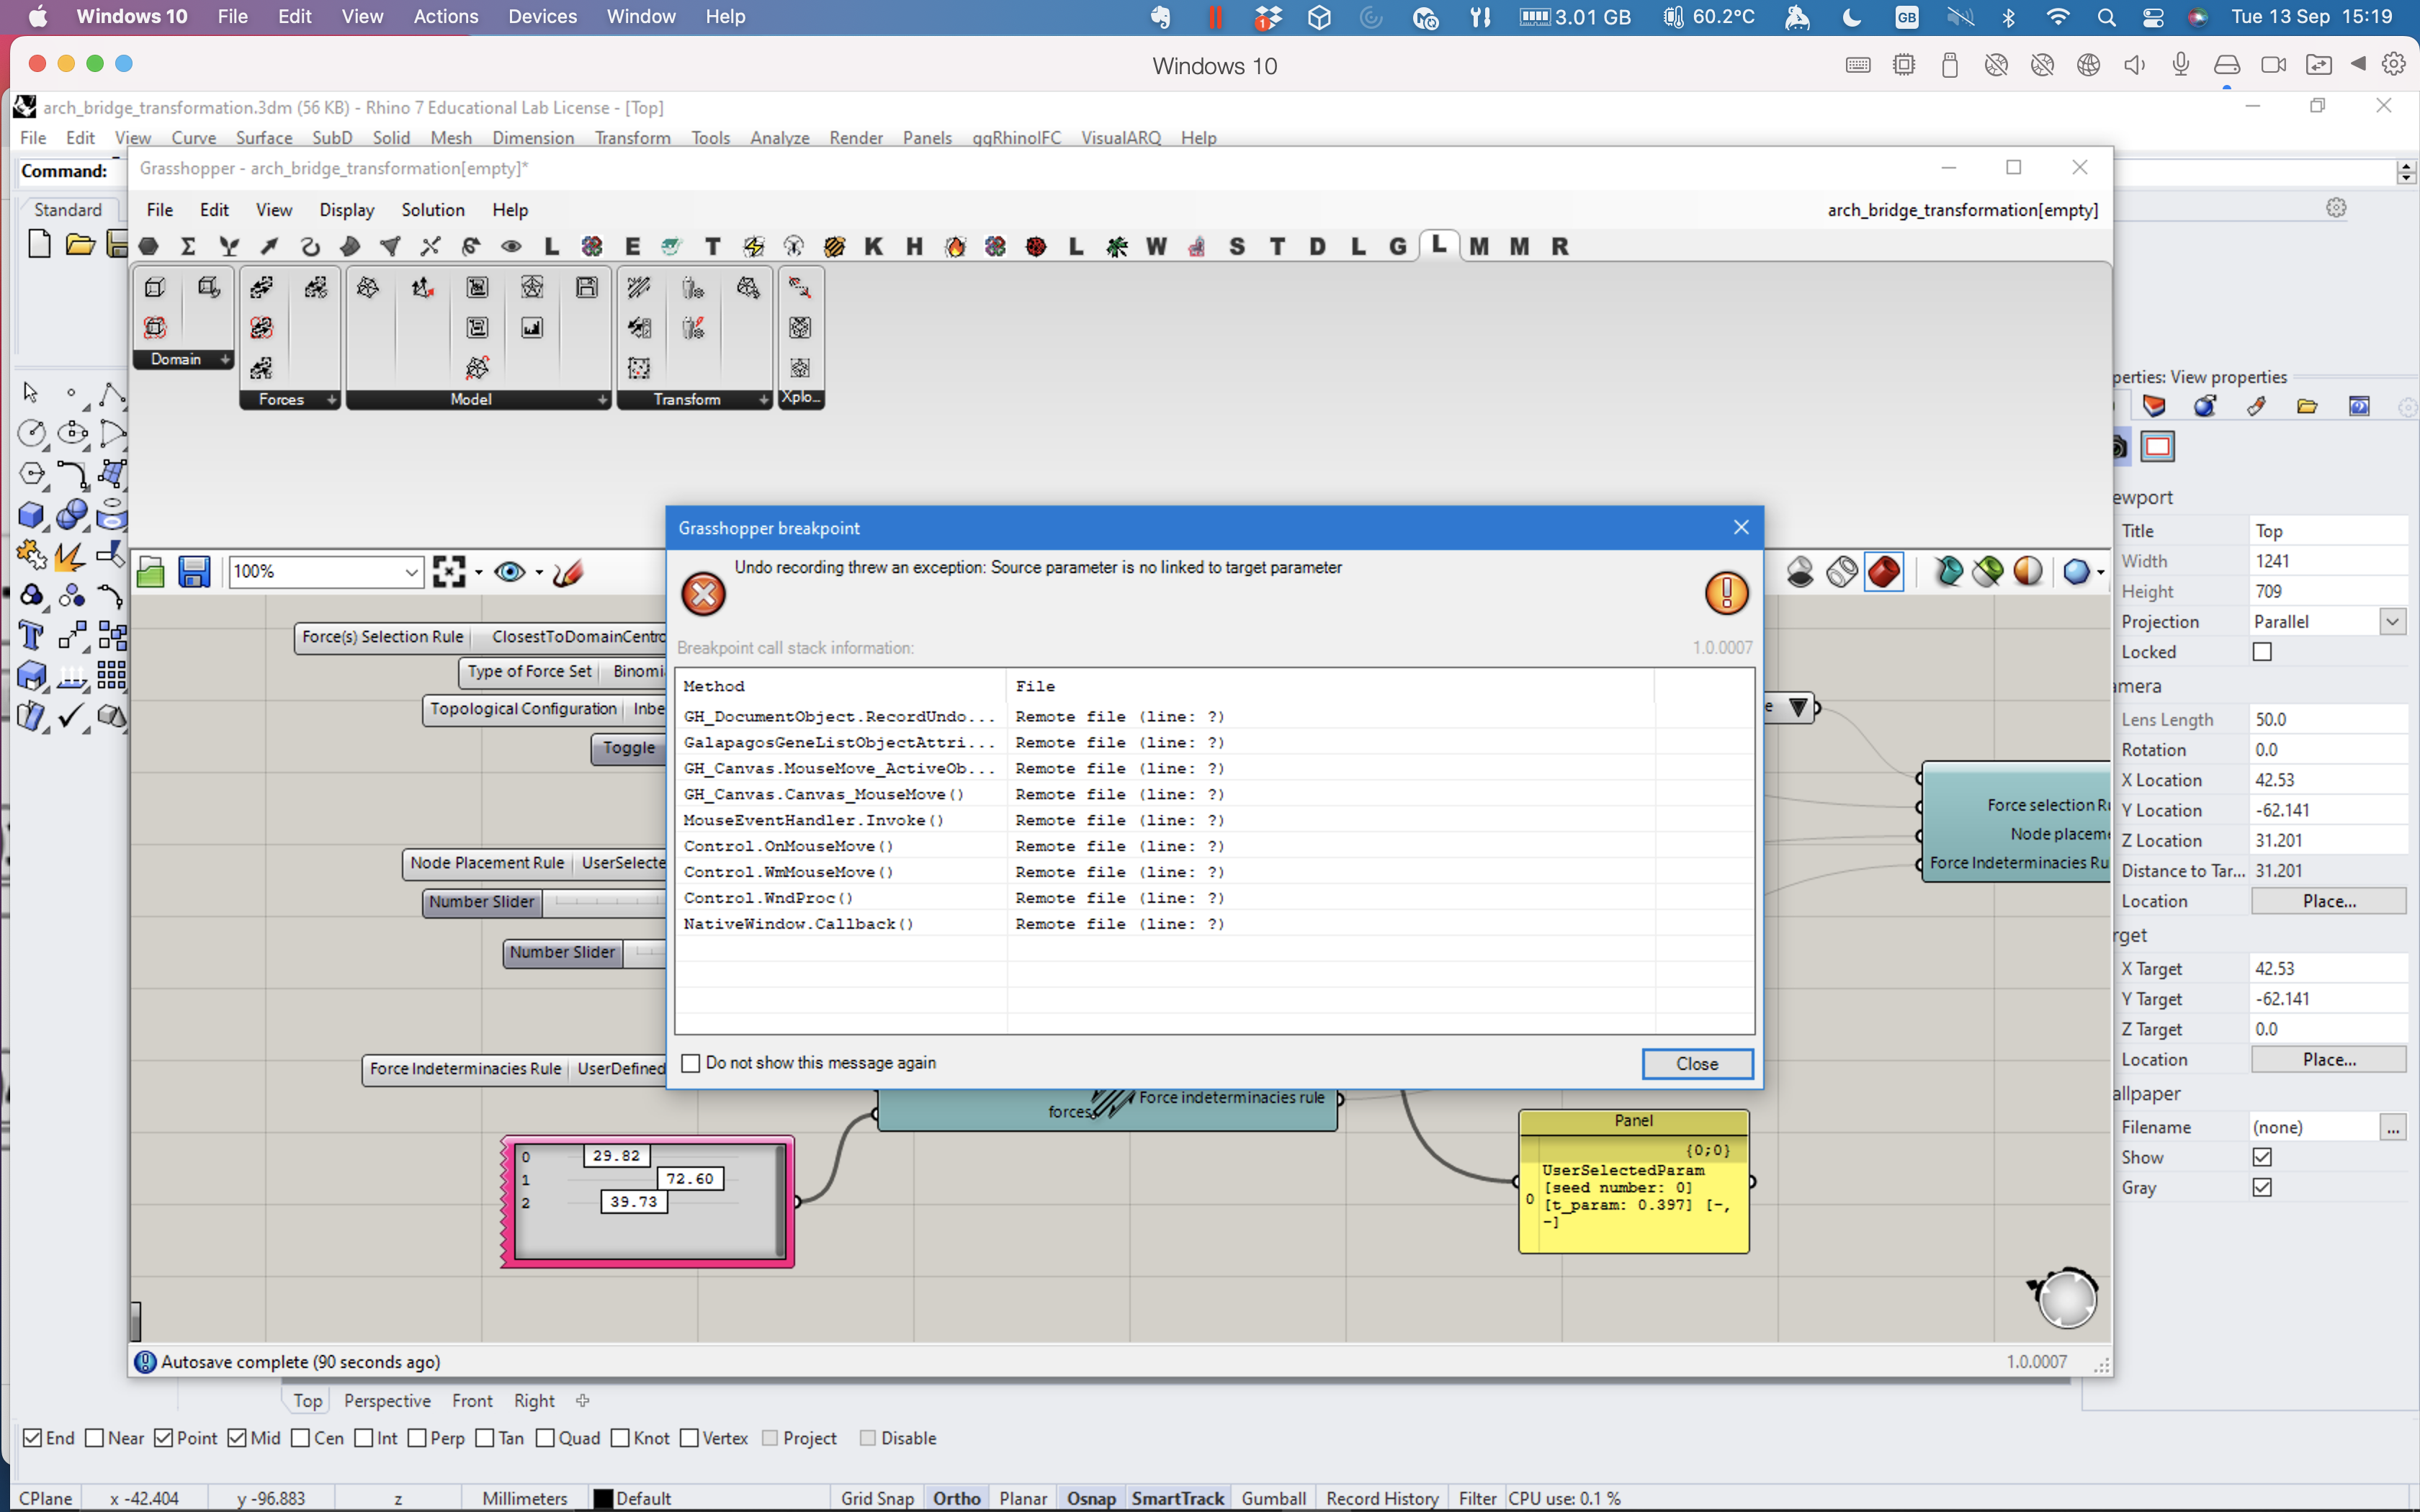 Windows 10 File Edit View Actions Devices Window Help 3.01 GB 60.2°C GB Tue 13 Sep 15:19
Windows 10
arch_bridge_transformation.3dm (56 KB) - Rhino 7 Educational Lab License - [Top]
File Edit View Curve Surface SubD Solid Mesh Dimension Transform Tools Analyze Render Panels ggRhinoIFC VisualARQ Help
Command:
Grasshopper - arch_bridge_transformation[empty]*
Standard
File Edit View Display Solution Help arch_bridge_transformation[empty]
L E T K H L W S T D L G L M M R
Domain
Forces Model Transform Xplo...
perties: View properties
ewport
Title Top
Width 1241
Height 709
Projection Parallel
Locked
amera
Lens Length 50.0
Rotation 0.0
X Location 42.53
Y Location -62.141
Z Location 31.201
Distance to Tar... 31.201
Location Place...
rget
X Target 42.53
Y Target -62.141
Z Target 0.0
Location Place...
allpaper
Filename (none) ...
Show
Gray
100%
Grasshopper breakpoint
Undo recording threw an exception: Source parameter is no linked to target parameter
Breakpoint call stack information: 1.0.0007
Method File
GH_DocumentObject.RecordUndo... Remote file (line: ?)
GalapagosGeneListObjectAttri... Remote file (line: ?)
GH_Canvas.MouseMove_ActiveOb... Remote file (line: ?)
GH_Canvas.Canvas_MouseMove() Remote file (line: ?)
MouseEventHandler.Invoke() Remote file (line: ?)
Control.OnMouseMove() Remote file (line: ?)
Control.WmMouseMove() Remote file (line: ?)
Control.WndProc() Remote file (line: ?)
NativeWindow.Callback() Remote file (line: ?)
Do not show this message again Close
Force(s) Selection Rule ClosestToDomainCentro
Type of Force Set Binomi
Topological Configuration Inbe
Toggle
Node Placement Rule UserSelecte
Number Slider
Number Slider
Force Indeterminacies Rule UserDefined
e
Force selection Ru
Node placeme
Force Indeterminacies Ru
forces Force indeterminacies rule
0 29.82
1 72.60
2 39.73
Panel
{0;0}
0 UserSelectedParam
[seed number: 0]
[t_param: 0.397] [-,
-]
Autosave complete (90 seconds ago) 1.0.0007
Top Perspective Front Right
End Near Point Mid Cen Int Perp Tan Quad Knot Vertex Project Disable
CPlane x -42.404 y -96.883 z Millimeters Default Grid Snap Ortho Planar Osnap SmartTrack Gumball Record History Filter CPU use: 0.1 %